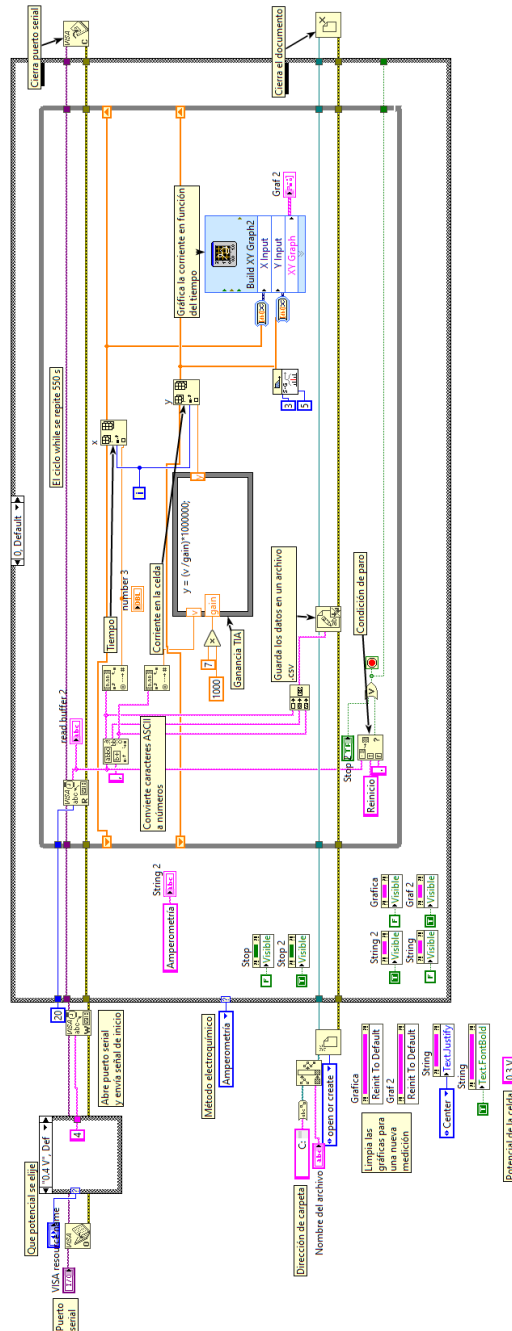 Puerto
serial
VISA resource name
Que potencial se elije
"0.4 V", Def
4
Abre puerto serial
y envía señal de inicio
20
Método electroquímico
Amperometria
Dirección de carpeta
C:
Nombre del archivo
open or create
Grafica
Reinit To Default
Graf 2
Reinit To Default
Limpia las
gráficas para
una nueva
medición
String
Text.Justify
Center
String
Text.FontBold
T
Potencial de la celda
0.3 V
0, Default
String 2
Amperometria
Stop
Visible
F
Stop 2
Visible
T
String 2
Visible
T
String
Visible
F
Grafica
Visible
F
Graf 2
Visible
T
El ciclo while se repite 550 s
read buffer 2
Convierte caracteres ASCII
a números
Tiempo
number 3
Corriente en la celda
x
y
i
y = (v /gain)*1000000;
v
gain
y
7
1000
Ganancia TIA
Gráfica la corriente en función
del tiempo
Build XY Graph2
X Input
Y Input
XY Graph
Graf 2
3
5
Guarda los datos en un archivo
.csv
Stop
Reinicio
Condición de paro
Cierra puerto serial
Cierra el documento